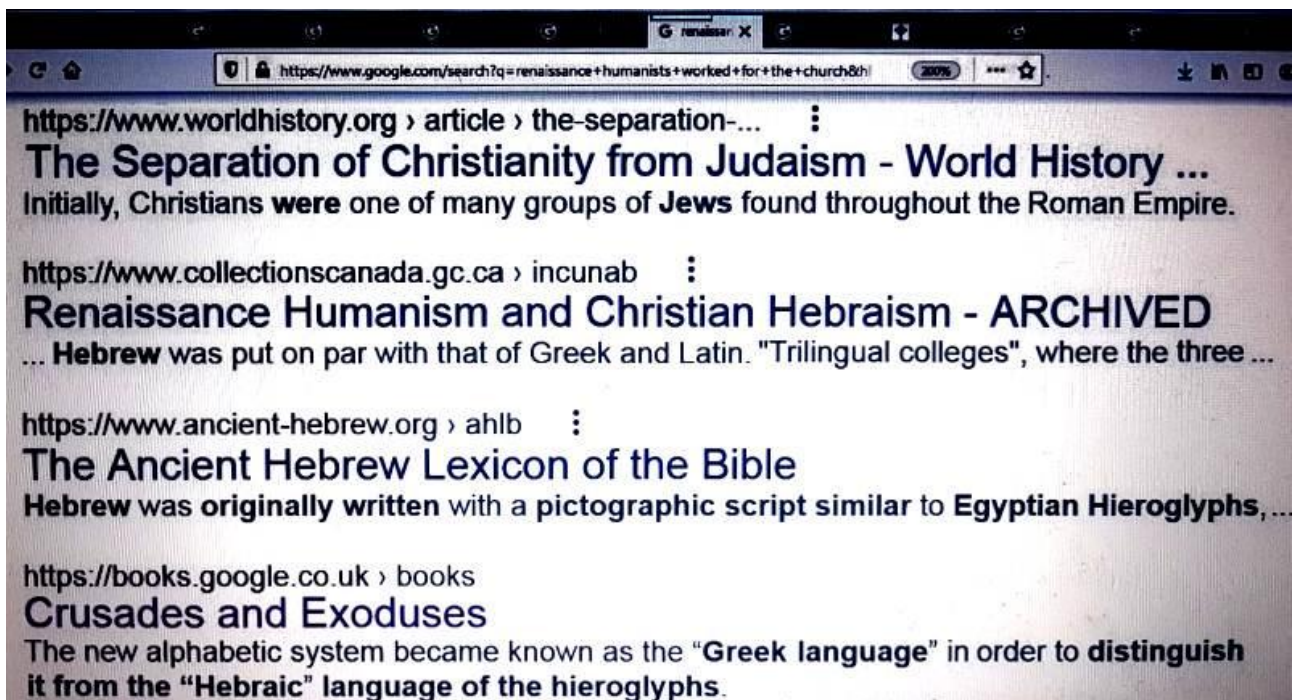 G renaissan X
https://www.google.com/search?q=renaissance+humanists+worked+for+the+church&hl
200%
https://www.worldhistory.org › article › the-separation-...
The Separation of Christianity from Judaism - World History ...
Initially, Christians were one of many groups of Jews found throughout the Roman Empire.
https://www.collectionscanada.gc.ca › incunab
Renaissance Humanism and Christian Hebraism - ARCHIVED
... Hebrew was put on par with that of Greek and Latin. "Trilingual colleges", where the three ...
https://www.ancient-hebrew.org › ahlb
The Ancient Hebrew Lexicon of the Bible
Hebrew was originally written with a pictographic script similar to Egyptian Hieroglyphs, ...
https://books.google.co.uk › books
Crusades and Exoduses
The new alphabetic system became known as the “Greek language” in order to distinguish
it from the “Hebraic” language of the hieroglyphs.